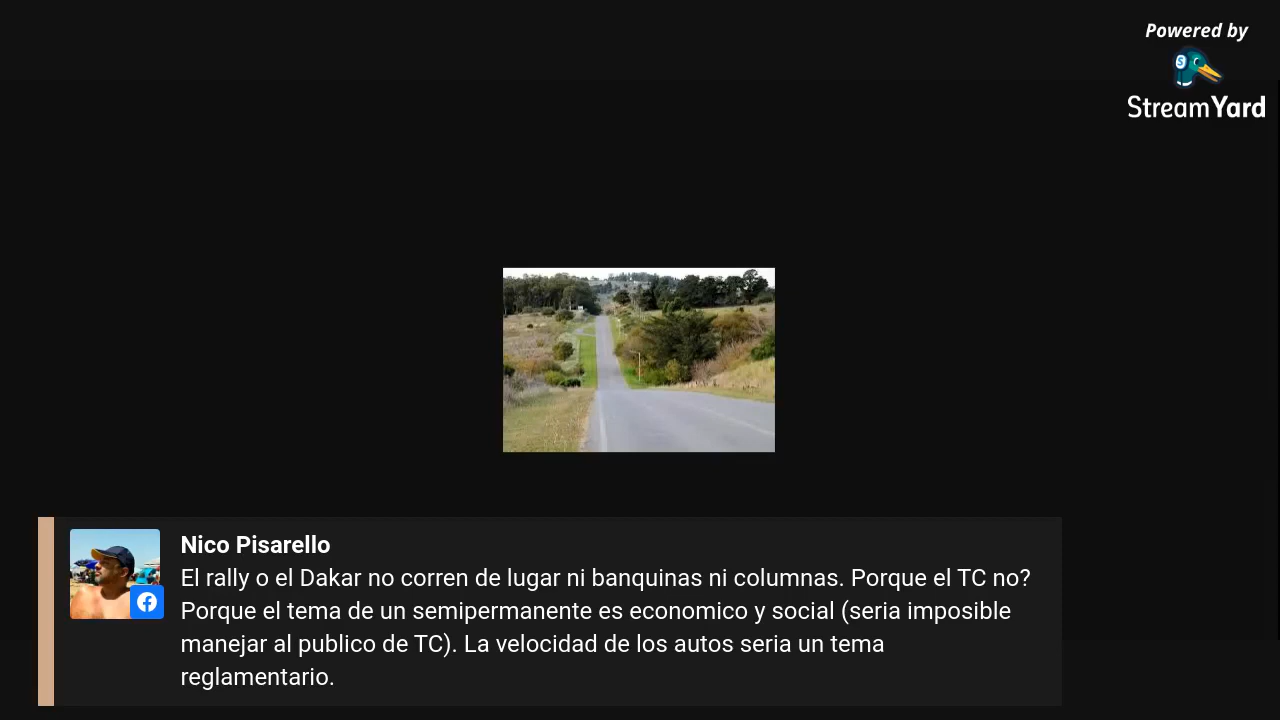 Powered by
StreamYard
Nico Pisarello
El rally o el Dakar no corren de lugar ni banquinas ni columnas. Porque el TC no?
Porque el tema de un semipermanente es economico y social (seria imposible
manejar al publico de TC). La velocidad de los autos seria un tema
reglamentario.